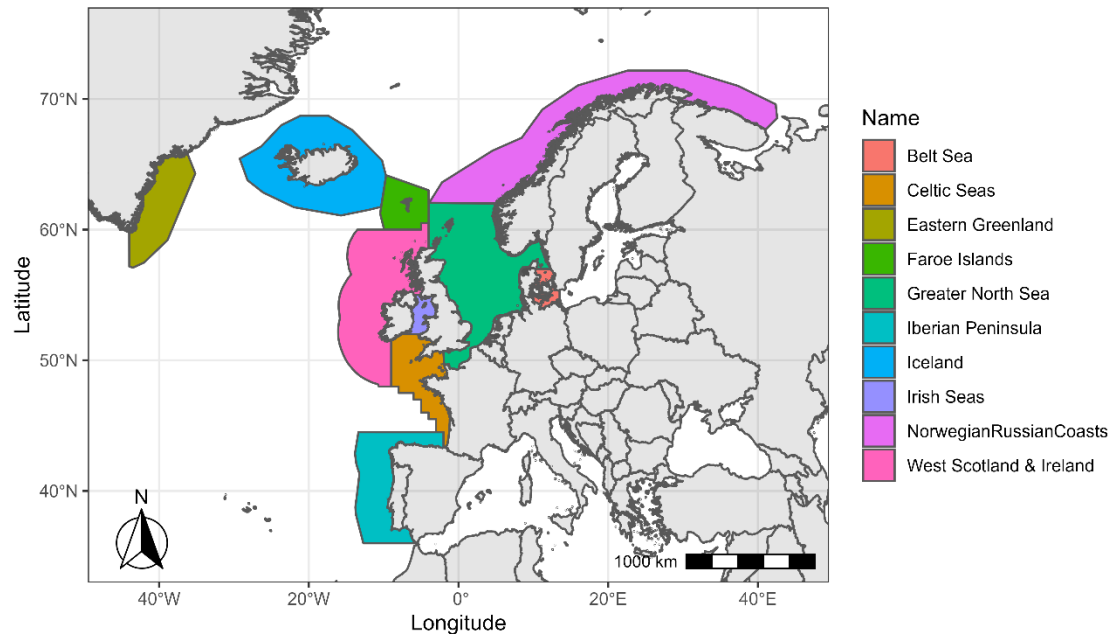 70°N
60°N
50°N
40°N
Latitude
N
1000 km
40°W
20°W
0°
20°E
40°E
Longitude
Name
Belt Sea
Celtic Seas
Eastern Greenland
Faroe Islands
Greater North Sea
Iberian Peninsula
Iceland
Irish Seas
NorwegianRussianCoasts
West Scotland & Ireland